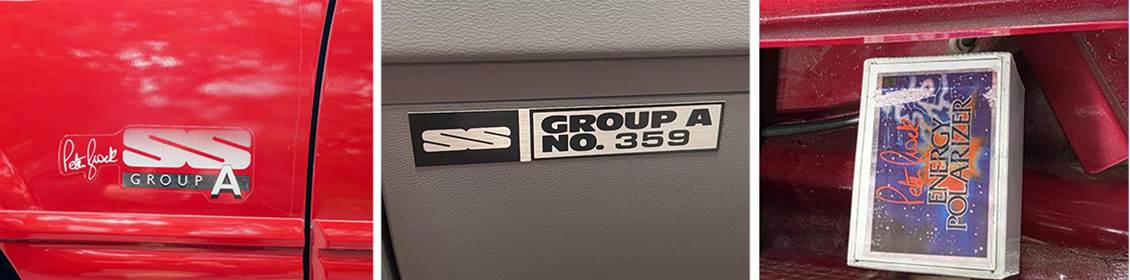 Peter Brock
SS
GROUP A
SS
GROUP A
NO. 359
Peter Brock
ENERGY
POLARIZER